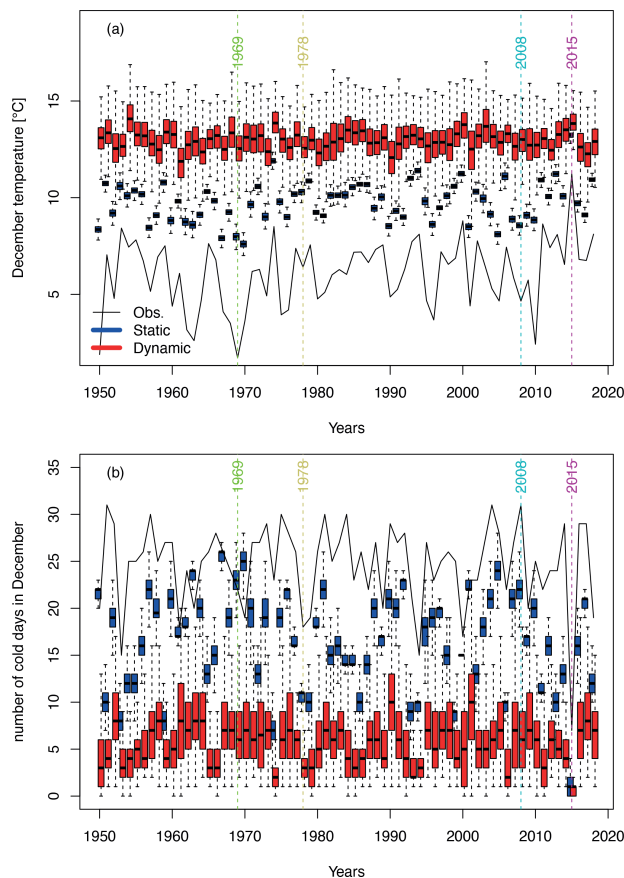 (a)
1969
1978
2008
2015
December temperature [°C]
15
10
5
Obs.
Static
Dynamic
1950 1960 1970 1980 1990 2000 2010 2020
Years
(b)
1969
1978
2008
2015
number of cold days in December
35
30
25
20
15
10
5
0
1950 1960 1970 1980 1990 2000 2010 2020
Years